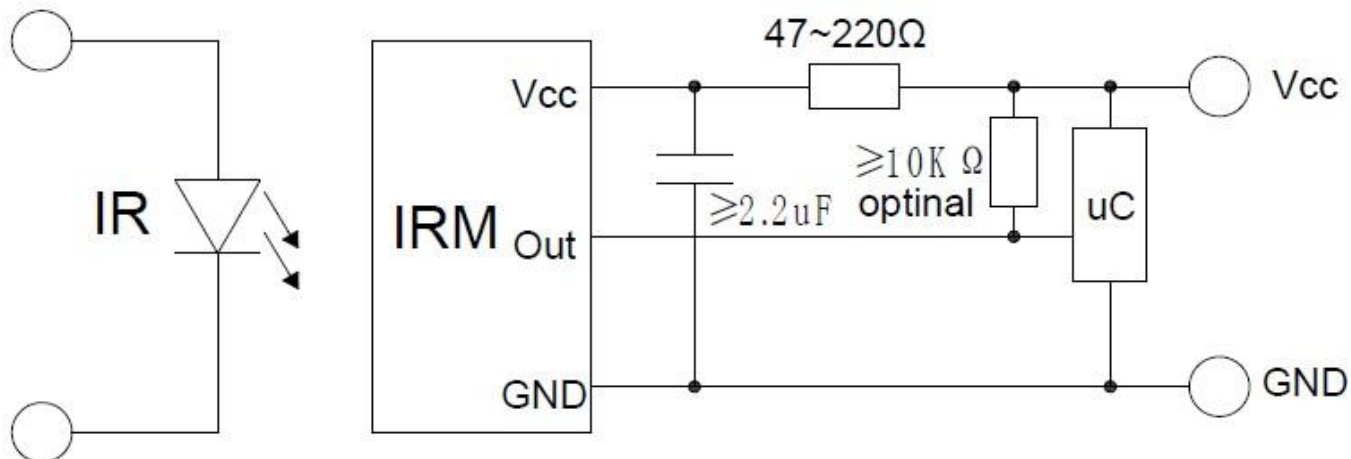 47~220Ω
Vcc
Vcc
≥10K Ω
optinal
IR
IRM
≥2.2uF
uC
Out
GND
GND